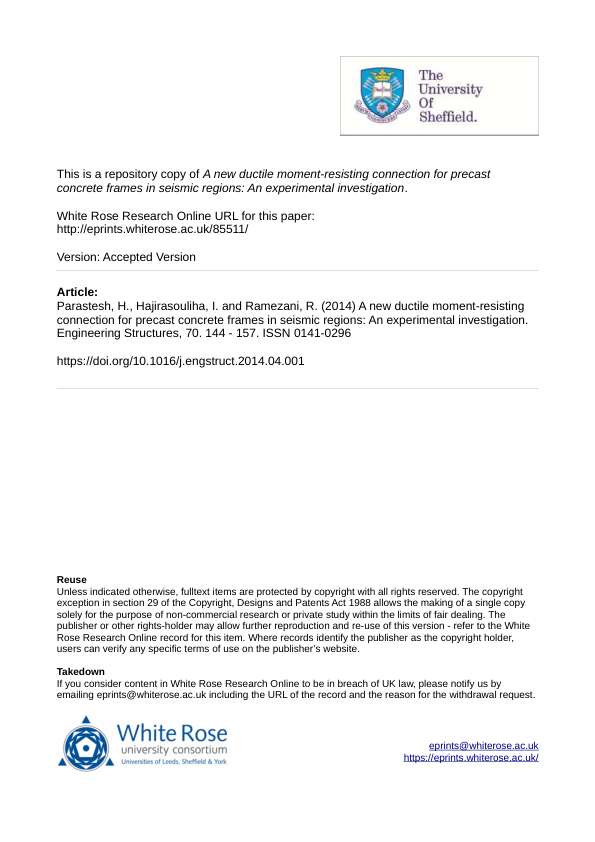 The
University
Of
Sheffield.
This is a repository copy of A new ductile moment-resisting connection for precast
concrete frames in seismic regions: An experimental investigation.
White Rose Research Online URL for this paper:
http://eprints.whiterose.ac.uk/85511/
Version: Accepted Version
Article:
Parastesh, H., Hajirasouliha, I. and Ramezani, R. (2014) A new ductile moment-resisting
connection for precast concrete frames in seismic regions: An experimental investigation.
Engineering Structures, 70. 144 - 157. ISSN 0141-0296
https://doi.org/10.1016/j.engstruct.2014.04.001
Reuse
Unless indicated otherwise, fulltext items are protected by copyright with all rights reserved. The copyright
exception in section 29 of the Copyright, Designs and Patents Act 1988 allows the making of a single copy
solely for the purpose of non-commercial research or private study within the limits of fair dealing. The
publisher or other rights-holder may allow further reproduction and re-use of this version - refer to the White
Rose Research Online record for this item. Where records identify the publisher as the copyright holder,
users can verify any specific terms of use on the publisher's website.
Takedown
If you consider content in White Rose Research Online to be in breach of UK law, please notify us by
emailing eprints@whiterose.ac.uk including the URL of the record and the reason for the withdrawal request.
White Rose
university consortium
Universities of Leeds, Sheffield & York
eprints@whiterose.ac.uk
https://eprints.whiterose.ac.uk/